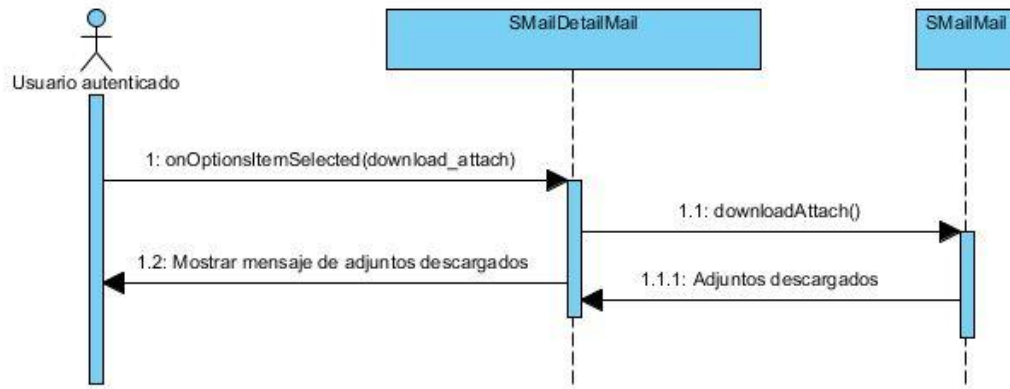 SMailDetailMail
SMailMail
Usuario autenticado
1: onOptionsItemSelected(download_attach)
1.1: downloadAttach()
1.2: Mostrar mensaje de adjuntos descargados
1.1.1: Adjuntos descargados